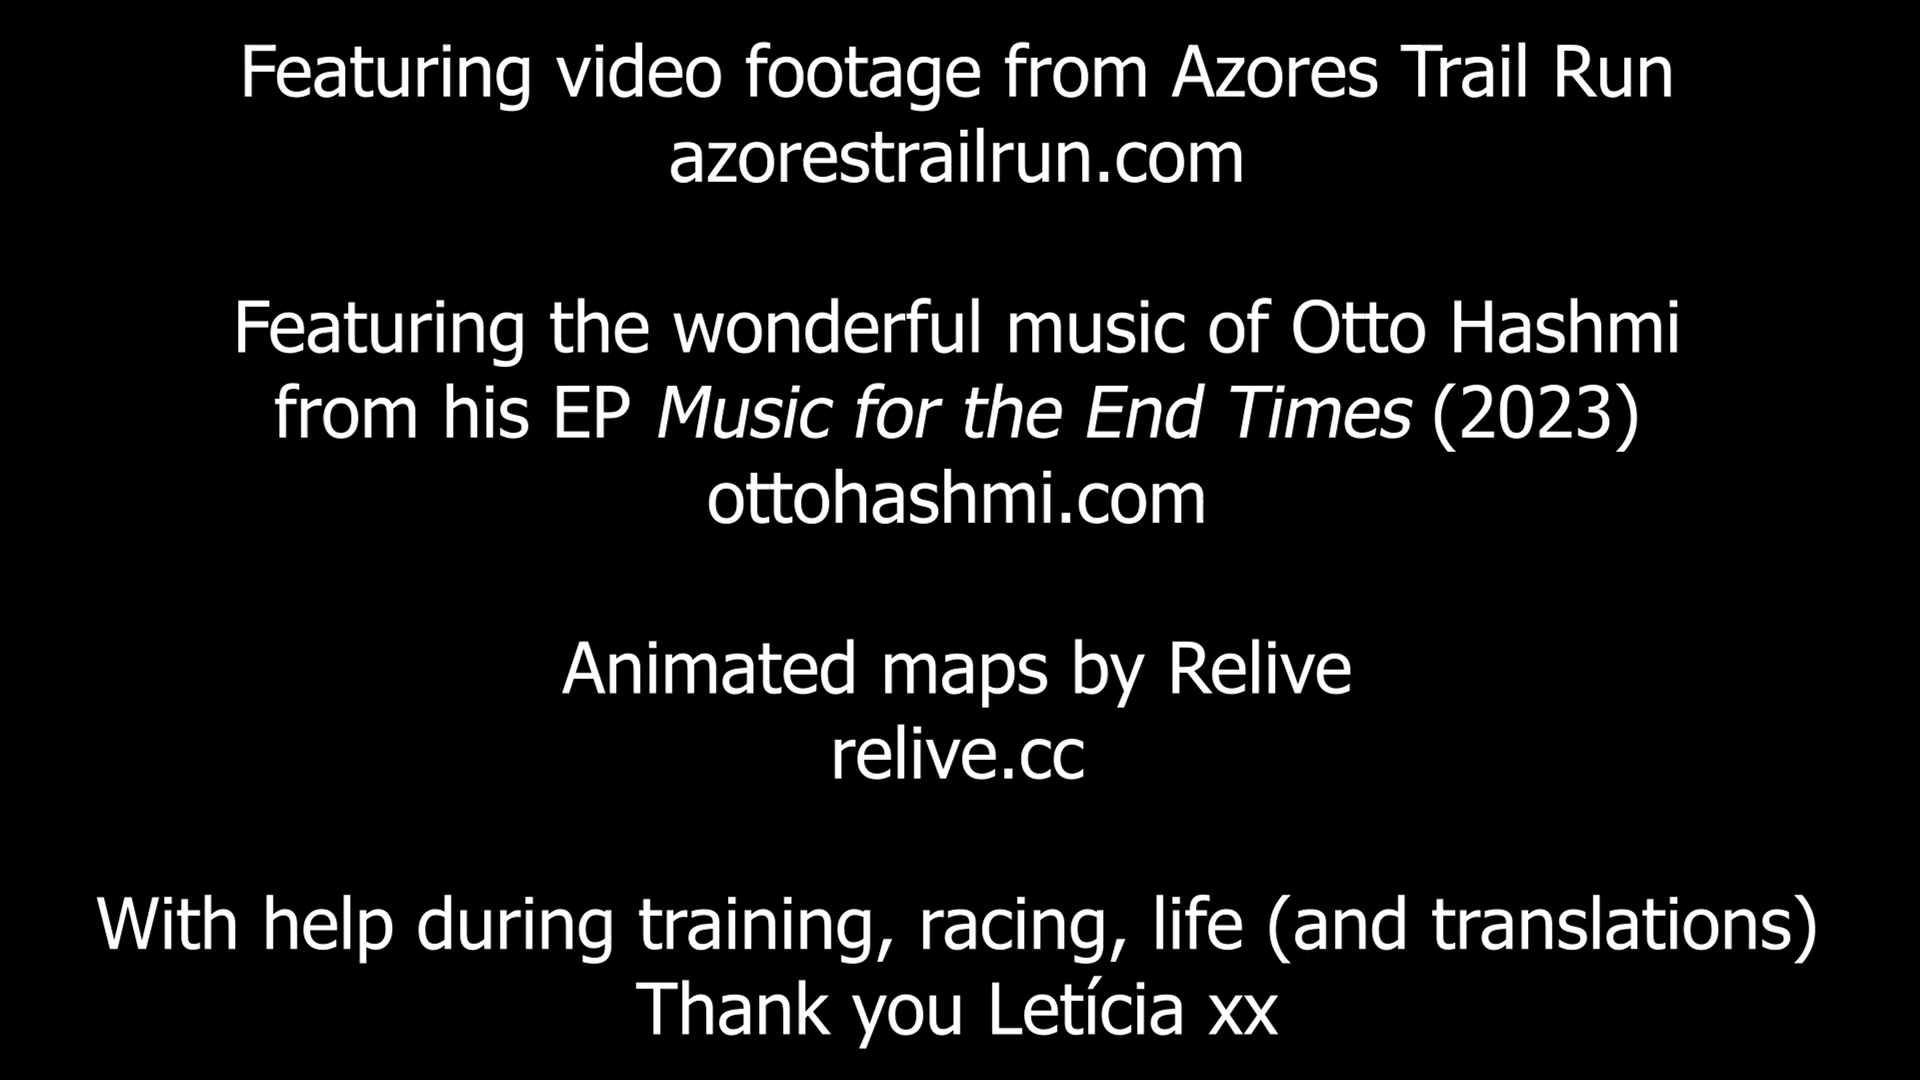 Featuring video footage from Azores Trail Run
azorestrailrun.com
Featuring the wonderful music of Otto Hashmi
from his EP Music for the End Times (2023)
ottohashmi.com
Animated maps by Relive
relive.cc
With help during training, racing, life (and translations)
Thank you Letícia xx